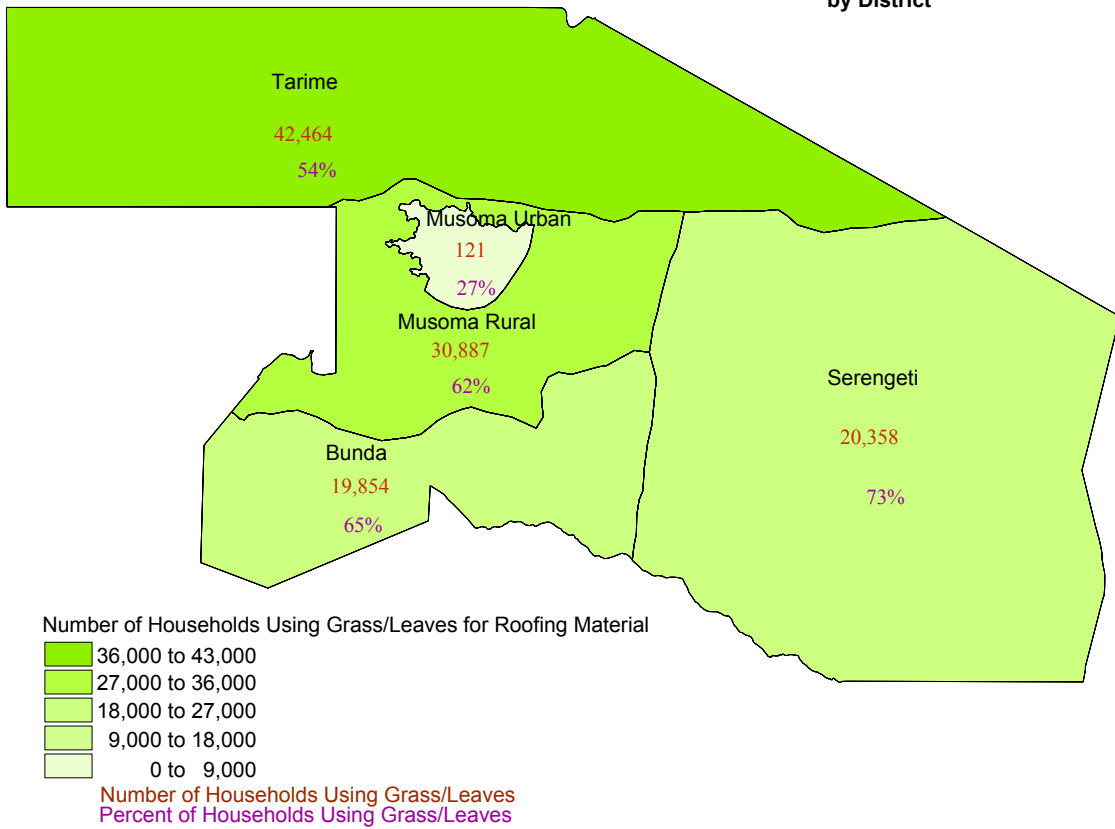 by District
Tarime
42,464
54%
Musoma Urban
121
27%
Musoma Rural
30,887
62%
Serengeti
20,358
73%
Bunda
19,854
65%
Number of Households Using Grass/Leaves for Roofing Material
36,000 to 43,000
27,000 to 36,000
18,000 to 27,000
9,000 to 18,000
0 to 9,000
Number of Households Using Grass/Leaves
Percent of Households Using Grass/Leaves